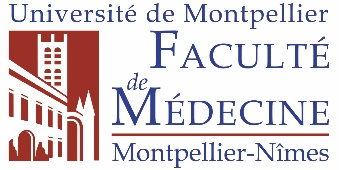 Université de Montpellier
FACULTÉ
de
MÉDECINE
Montpellier-Nîmes